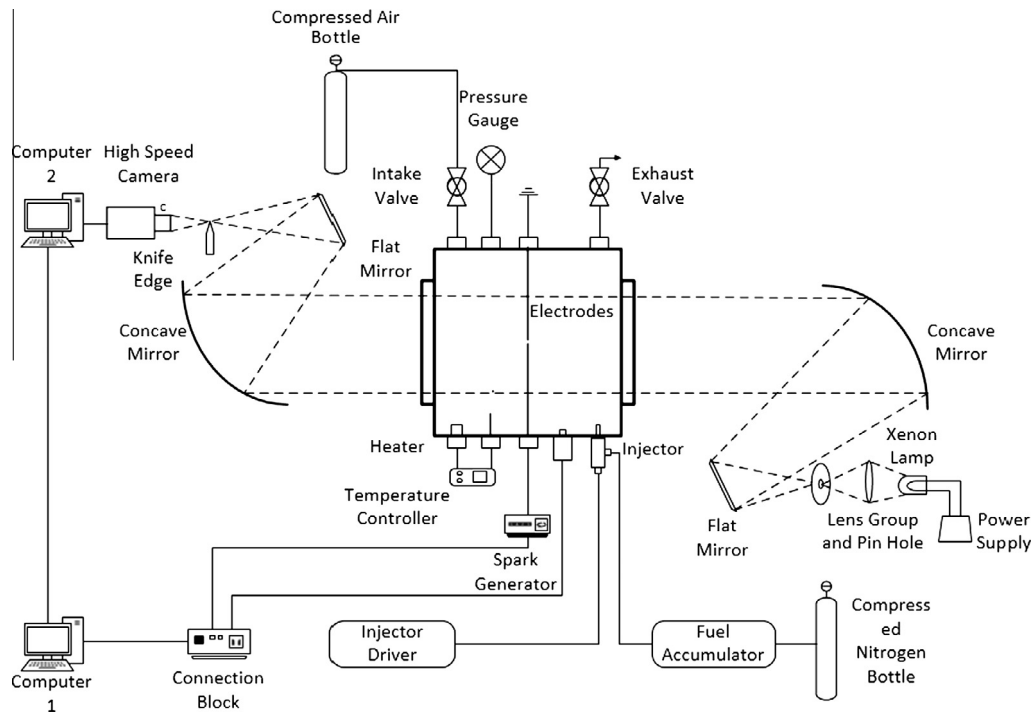 Compressed Air
Bottle
Pressure
Gauge
Computer
2
High Speed
Camera
C
Intake
Valve
Exhaust
Valve
Knife
Edge
Flat
Mirror
Electrodes
Concave
Mirror
Concave
Mirror
Heater
Injector
Xenon
Lamp
Temperature
Controller
Flat
Mirror
Lens Group
and Pin Hole
Power
Supply
Spark
Generator
Injector
Driver
Fuel
Accumulator
Compress
ed
Nitrogen
Bottle
Computer
1
Connection
Block